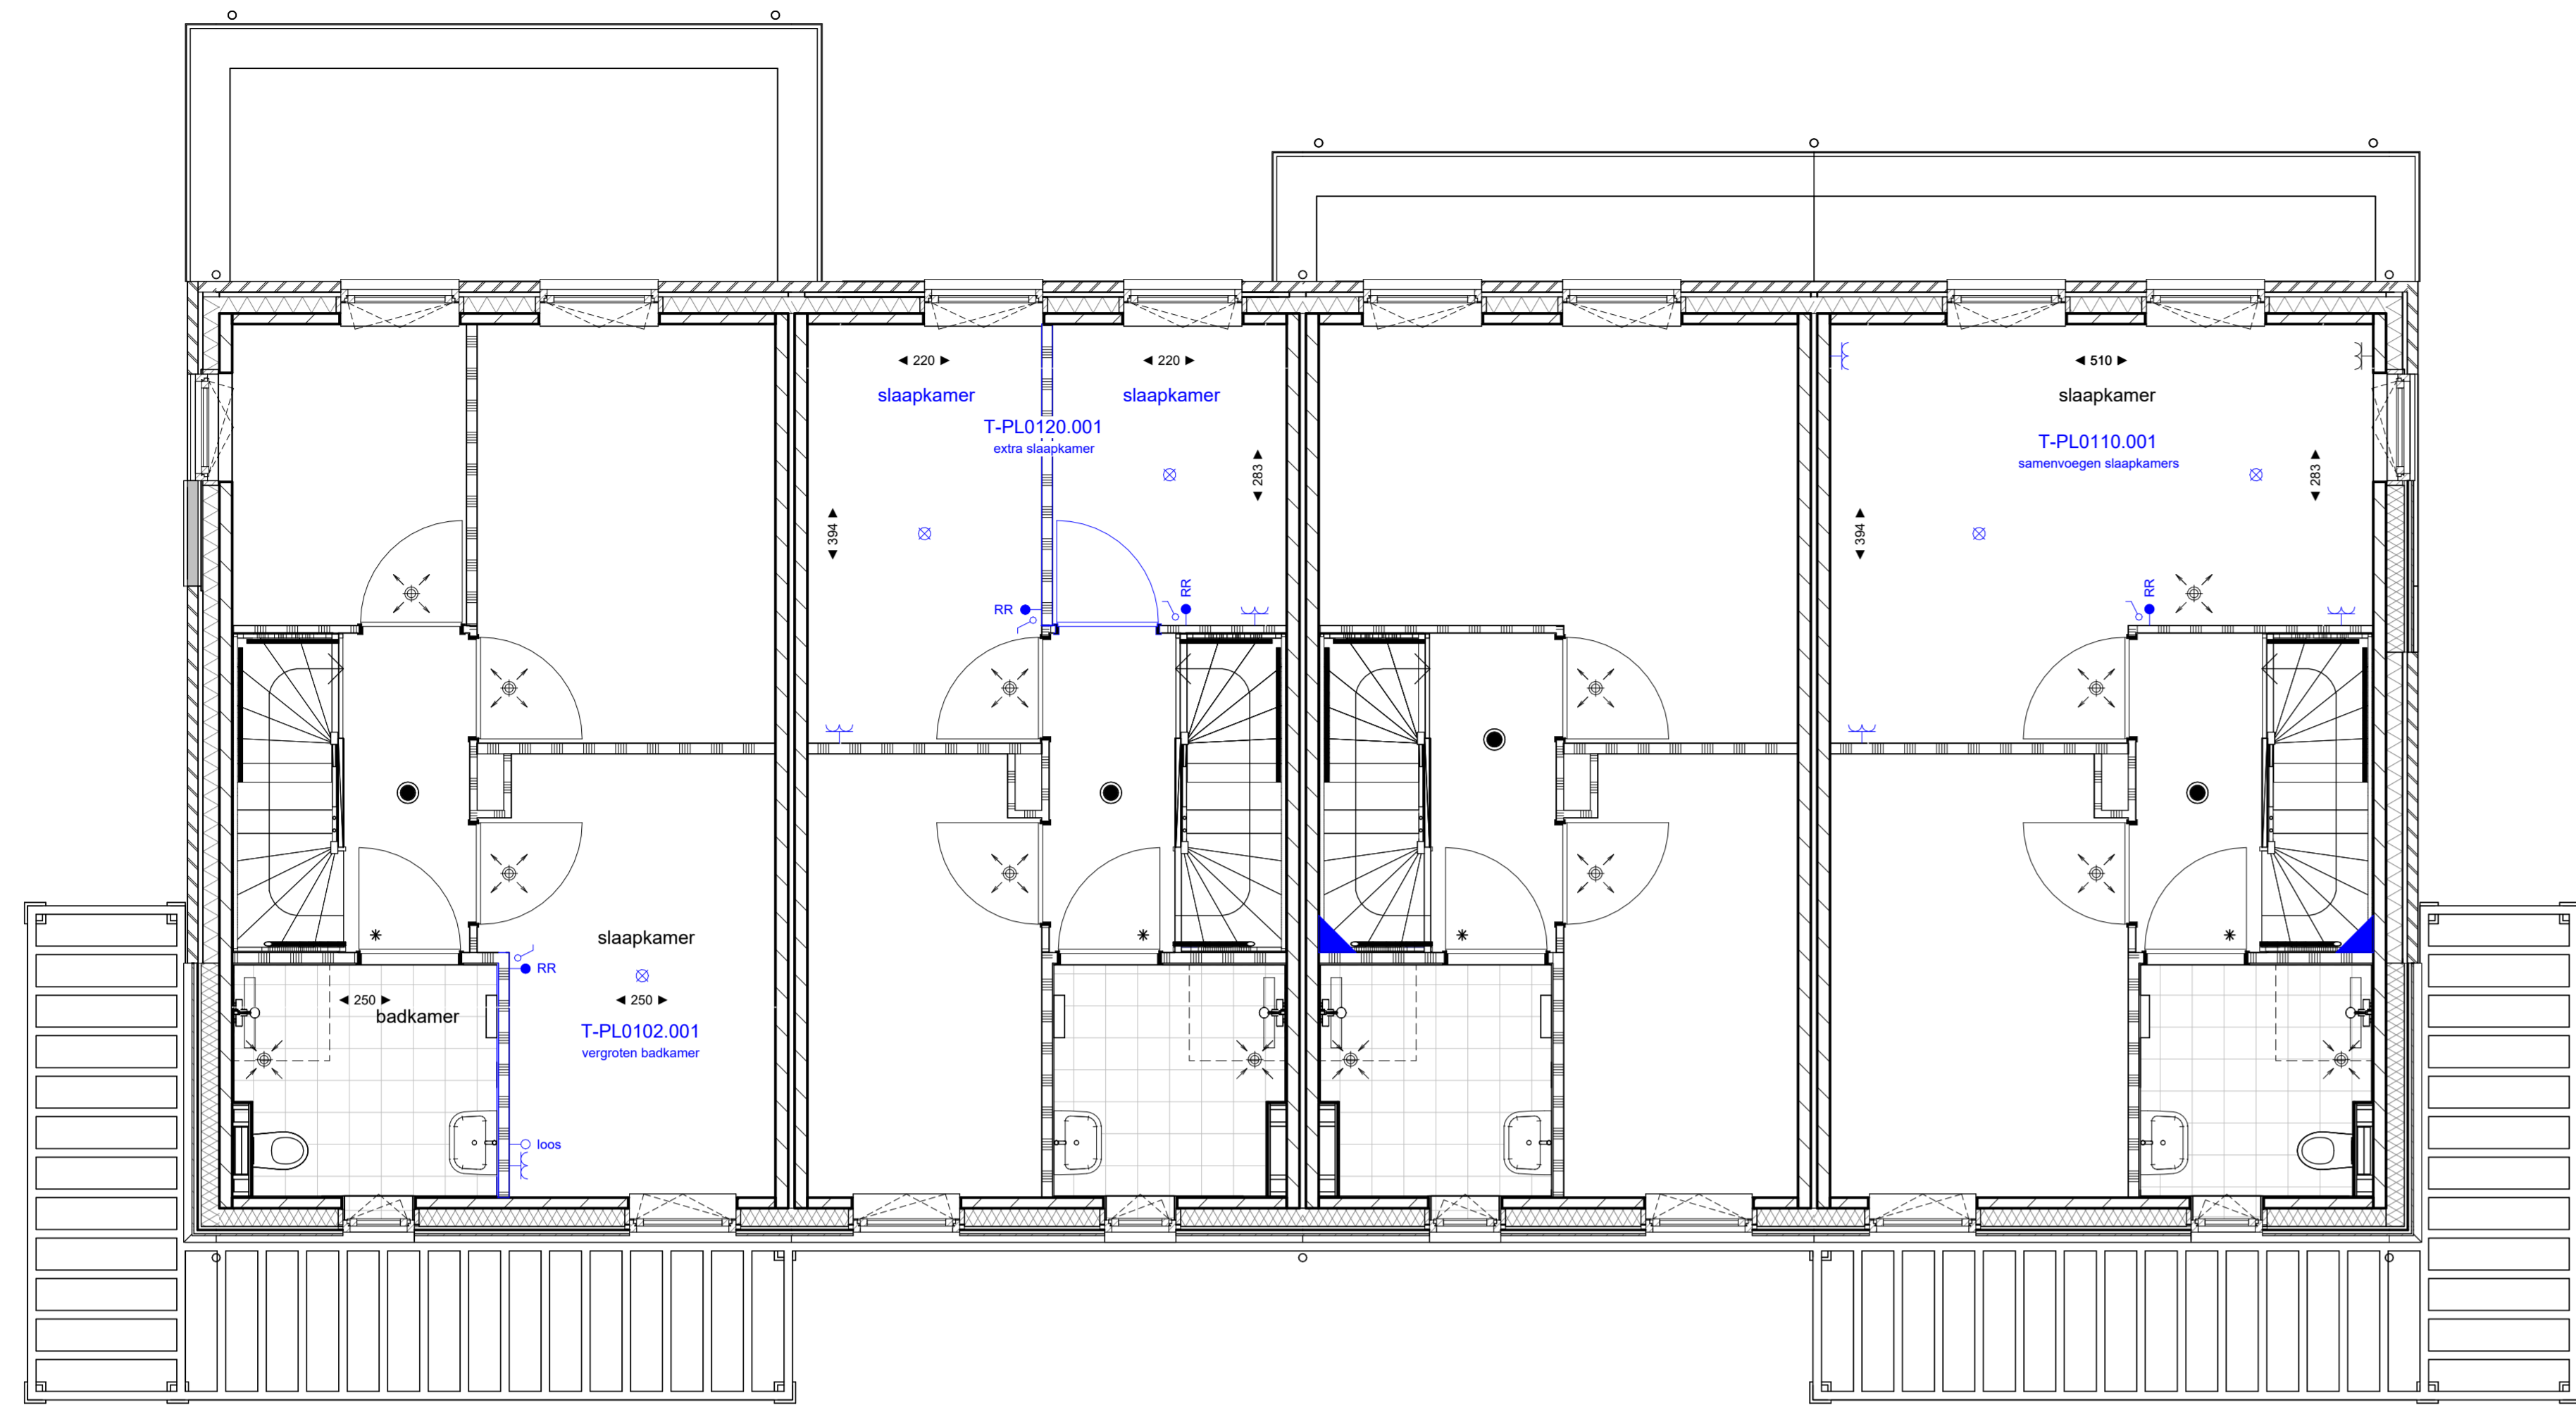 ◄ 220 ►
◄ 220 ►
◄ 510 ►
slaapkamer
slaapkamer
slaapkamer
T-PL0120.001
extra slaapkamer
T-PL0110.001
samenvoegen slaapkamers
◄ 283 ►
◄ 283 ►
◄ 394 ►
◄ 394 ►
RR
RR
RR
slaapkamer
RR
◄ 250 ►
badkamer
◄ 250 ►
T-PL0102.001
vergroten badkamer
loos